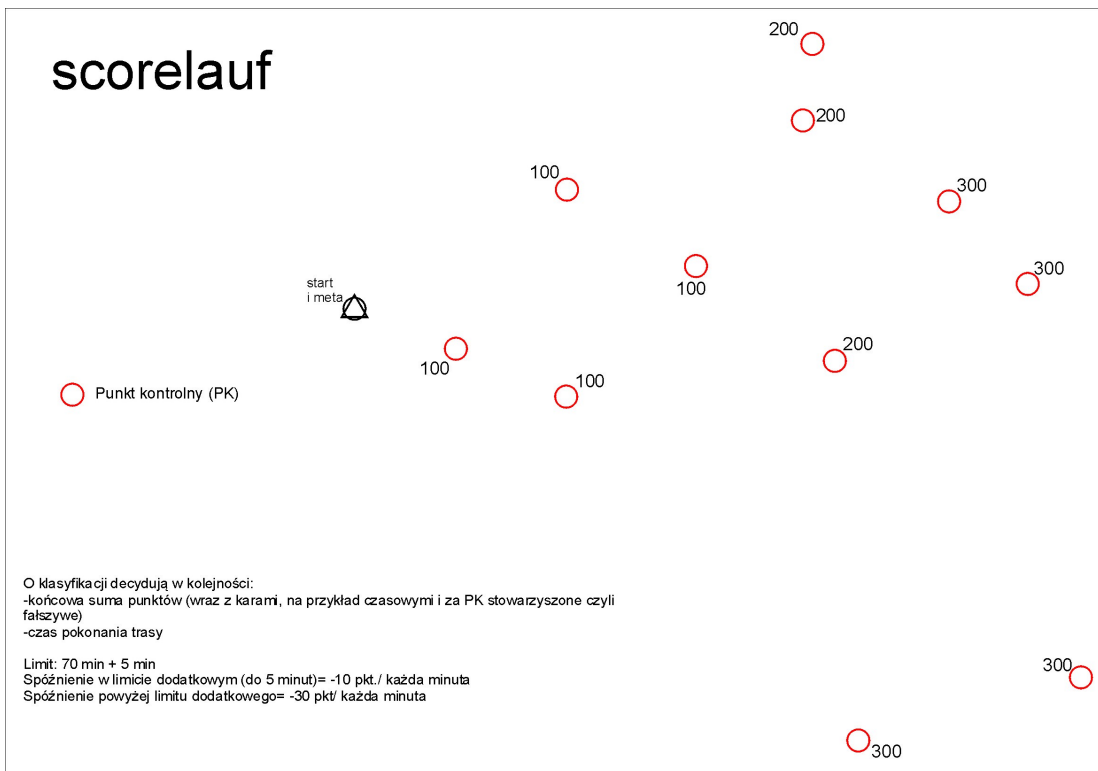 200
scorelauf
200
100
300
300
start
i meta
100
200
100
100
Punkt kontrolny (PK)
O klasyfikacji decydują w kolejności:
-końcowa suma punktów (wraz z karami, na przykład czasowymi i za PK stowarzyszone czyli
fałszywe)
-czas pokonania trasy
Limit: 70 min + 5 min
Spóźnienie w limicie dodatkowym (do 5 minut)= -10 pkt./ każda minuta
Spóźnienie powyżej limitu dodatkowego= -30 pkt/ każda minuta
300
300